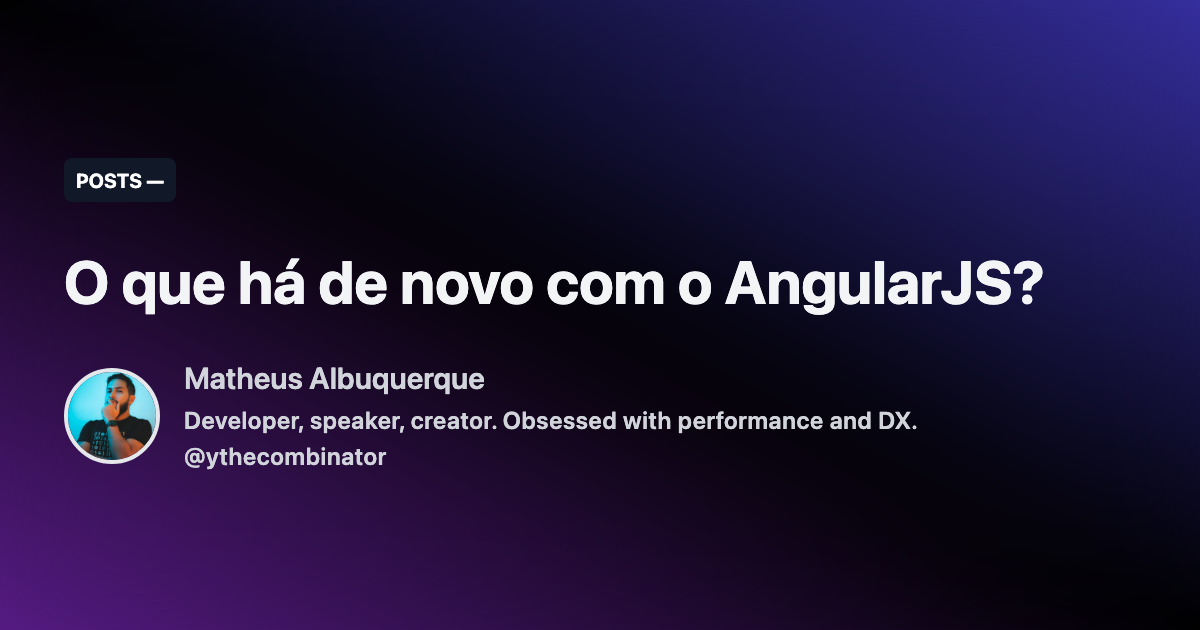 POSTS —
O que há de novo com o AngularJS?
Matheus Albuquerque
Developer, speaker, creator. Obsessed with performance and DX.
@ythecombinator